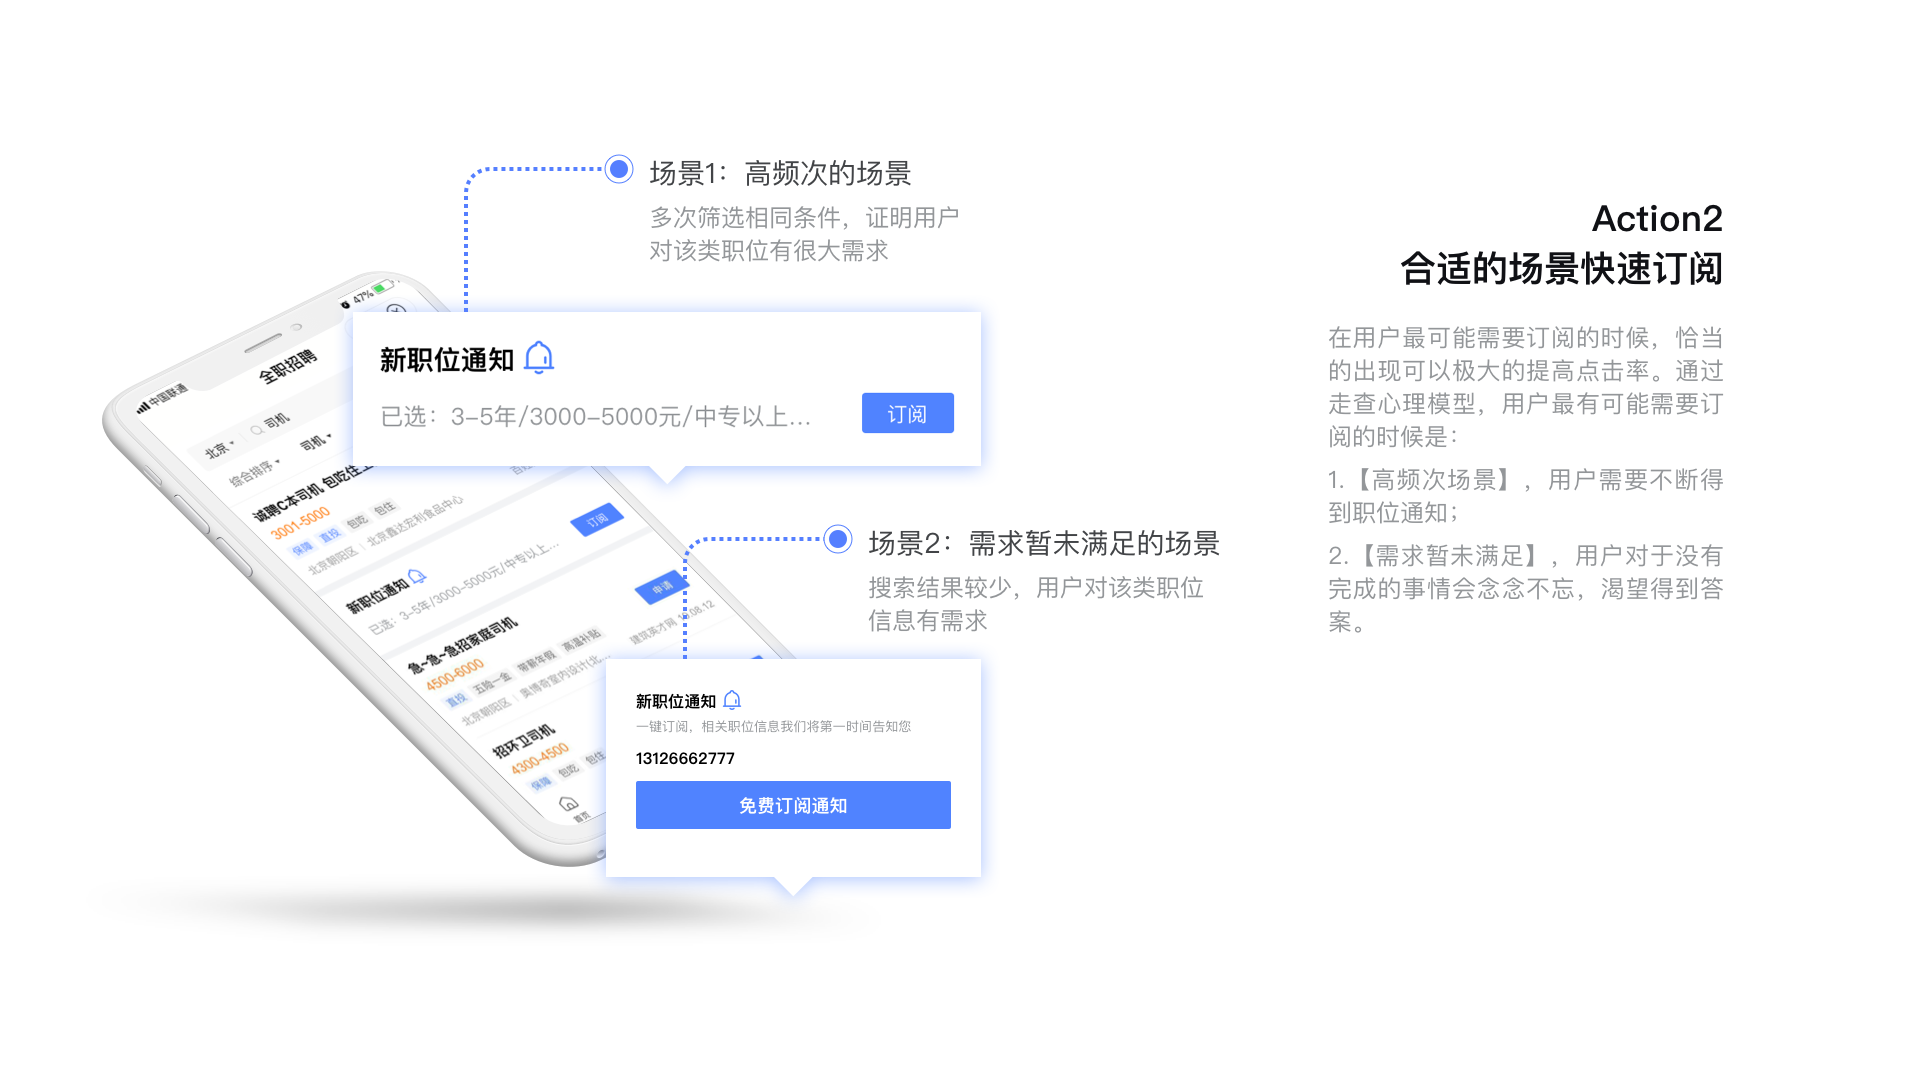 场景1：高频次的场景
多次筛选相同条件，证明用户
对该类职位有很大需求
Action2
合适的场景快速订阅
在用户最可能需要订阅的时候，恰当
的出现可以极大的提高点击率。通过
走查心理模型，用户最有可能需要订
阅的时候是：
1.【高频次场景】，用户需要不断得
到职位通知；
2.【需求暂未满足】，用户对于没有
完成的事情会念念不忘，渴望得到答
案。
新职位通知
已选：3-5年/3000-5000元/中专以上...
订阅
场景2：需求暂未满足的场景
搜索结果较少，用户对该类职位
信息有需求
新职位通知
一键订阅，相关职位信息我们将第一时间告知您
13126662777
免费订阅通知
中国联通
47%
全职招聘
北京
司机
综合排序
司机
诚聘C本司机 包吃住
3001-5000
保障 直投 包吃 包住
北京朝阳区 | 北京鑫达宏利食品中心
新职位通知
已选：3-5年/3000-5000元/中专以上...
订阅
急~急~急招家庭司机
申请
4500-6000
直投 五险一金 带薪年假 高温补贴
北京朝阳区 | 奥博奇室内设计(北...
建筑英才网
08.12
招环卫司机
4300-4500
保障 包吃 包住
首页